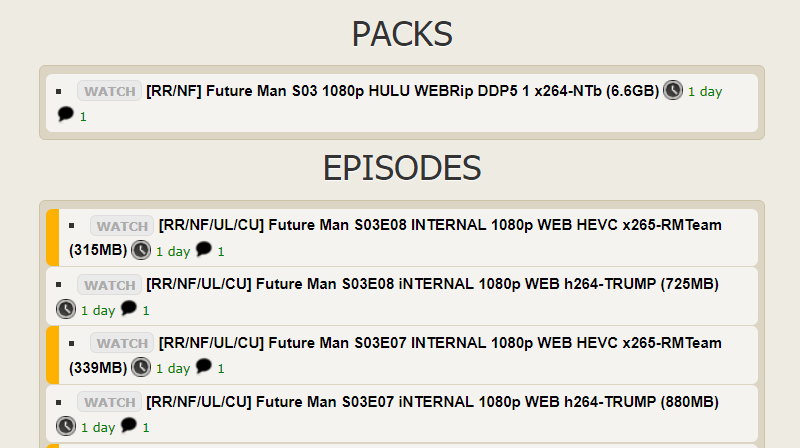 PACKS
WATCH [RR/NF] Future Man S03 1080p HULU WEBRip DDP5 1 x264-NTb (6.6GB) 1 day
1
EPISODES
WATCH [RR/NF/UL/CU] Future Man S03E08 INTERNAL 1080p WEB HEVC x265-RMTeam
(315MB) 1 day 1
WATCH [RR/NF/UL/CU] Future Man S03E08 iNTERNAL 1080p WEB h264-TRUMP (725MB)
1 day 1
WATCH [RR/NF/UL/CU] Future Man S03E07 INTERNAL 1080p WEB HEVC x265-RMTeam
(339MB) 1 day 1
WATCH [RR/NF/UL/CU] Future Man S03E07 iNTERNAL 1080p WEB h264-TRUMP (880MB)
1 day 1